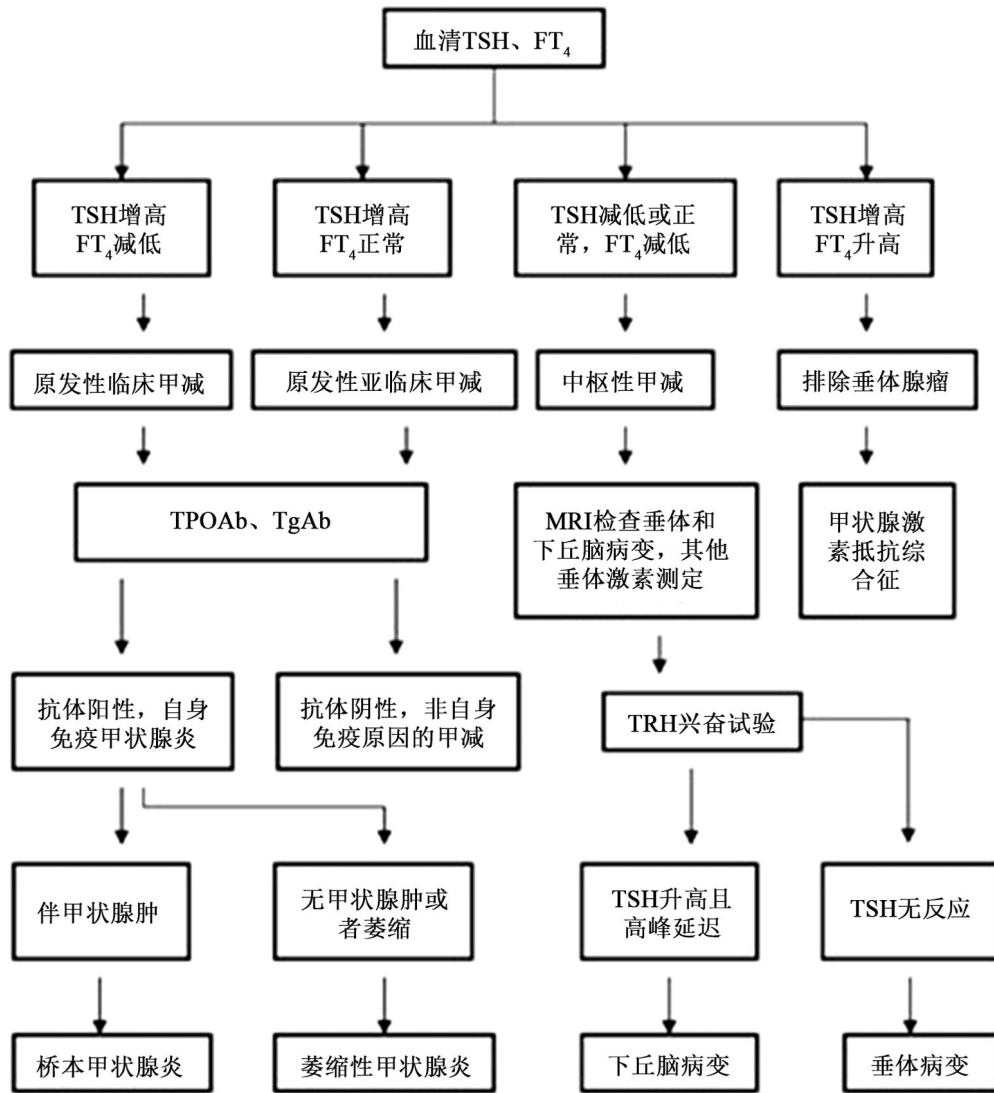 血清TSH、FT₄
TSH增高
FT₄减低
TSH增高
FT₄正常
TSH减低或正
常，FT₄减低
TSH增高
FT₄升高
原发性临床甲减
原发性亚临床甲减
中枢性甲减
排除垂体腺瘤
TPOAb、TgAb
MRI检查垂体和
下丘脑病变，其他
垂体激素测定
甲状腺激
素抵抗综
合征
抗体阳性，自身
免疫甲状腺炎
抗体阴性，非自身
免疫原因的甲减
TRH兴奋试验
伴甲状腺肿
无甲状腺肿或
者萎缩
TSH升高且
高峰延迟
TSH无反应
桥本甲状腺炎
萎缩性甲状腺炎
下丘脑病变
垂体病变